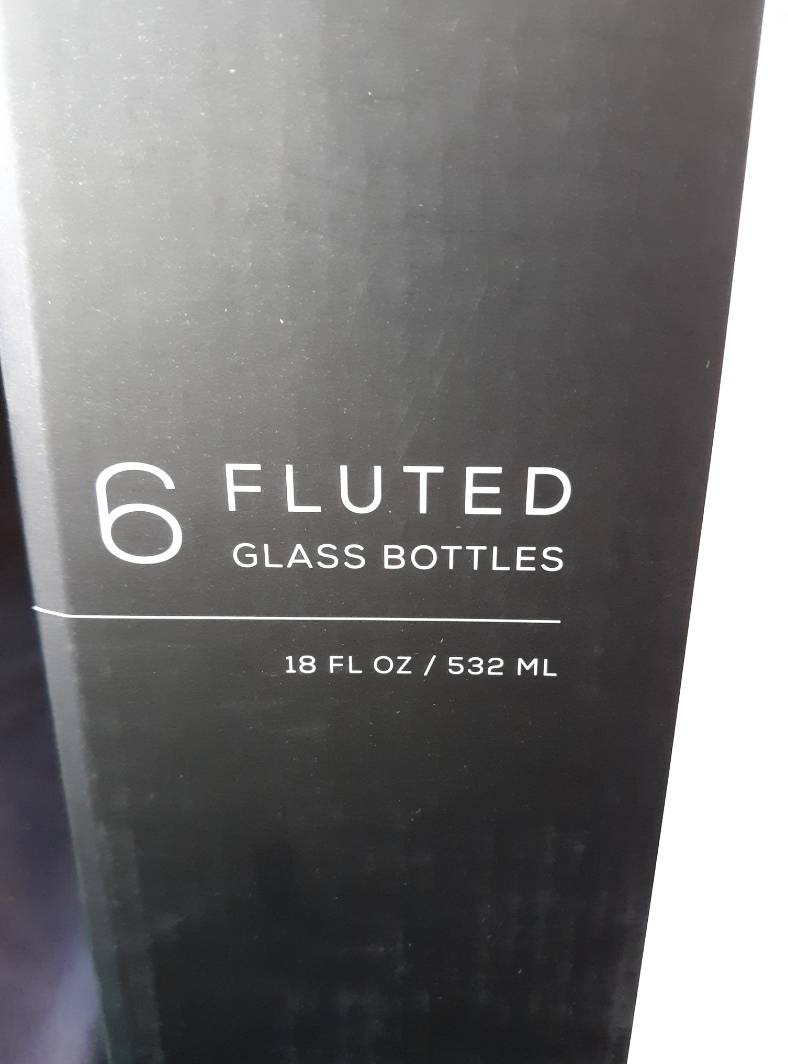 6 FLUTED
GLASS BOTTLES
18 FL OZ / 532 ML